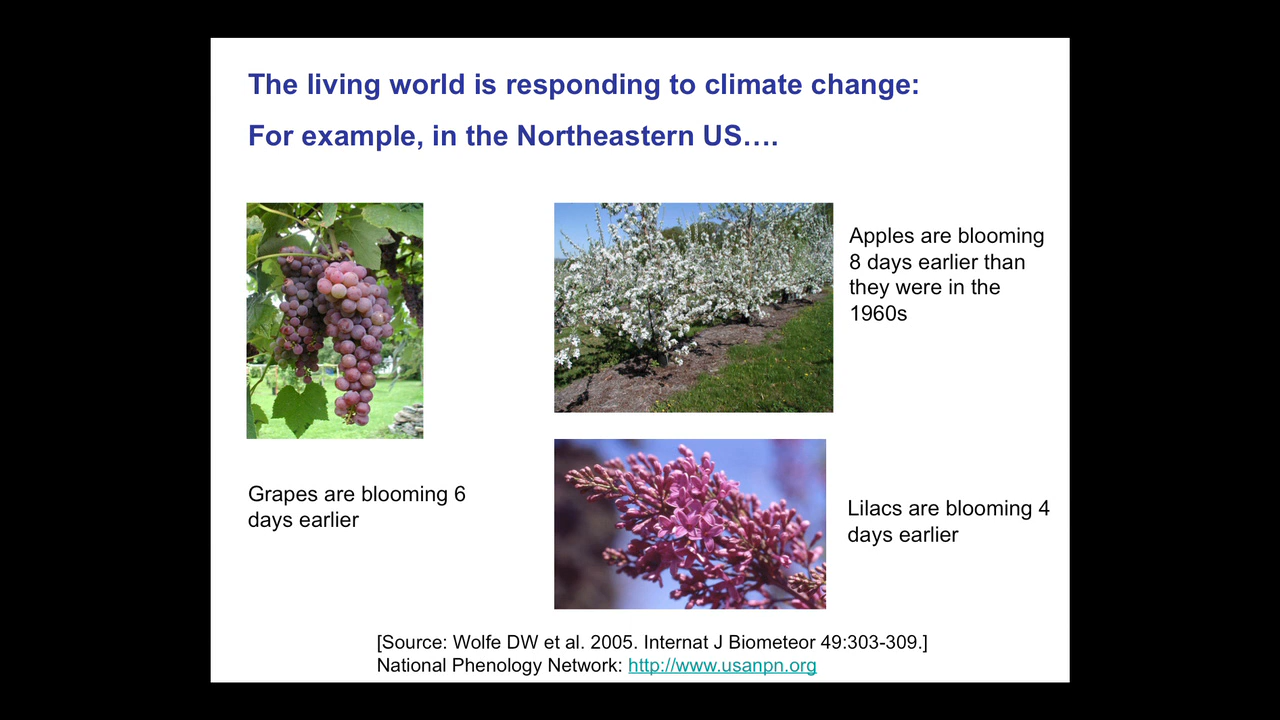 The living world is responding to climate change:
For example, in the Northeastern US….
Apples are blooming
8 days earlier than
they were in the
1960s
Grapes are blooming 6
days earlier
Lilacs are blooming 4
days earlier
[Source: Wolfe DW et al. 2005. Internat J Biometeor 49:303-309.]
National Phenology Network: http://www.usanpn.org